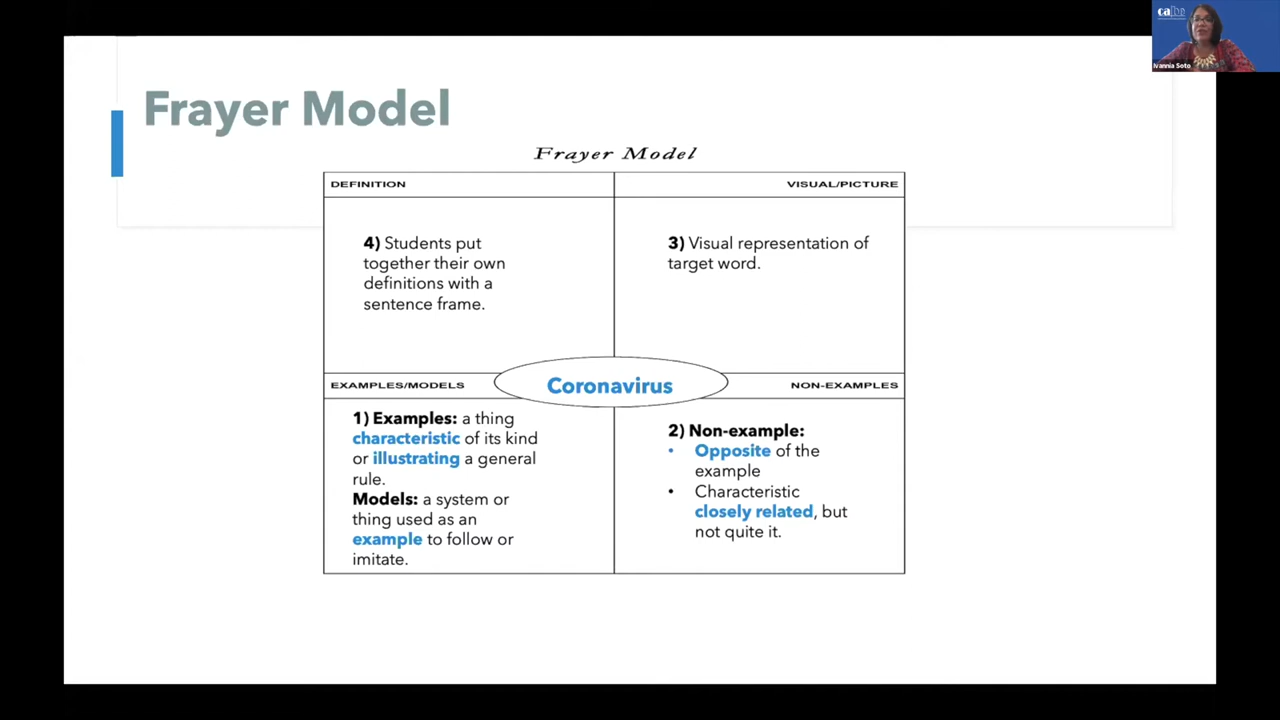 Frayer Model
Frayer Model
DEFINITION
VISUAL/PICTURE
4) Students put
together their own
definitions with a
sentence frame.
3) Visual representation of
target word.
Coronavirus
EXAMPLES/MODELS
NON-EXAMPLES
1) Examples: a thing
characteristic of its kind
or illustrating a general
rule.
Models: a system or
thing used as an
example to follow or
imitate.
2) Non-example:
• Opposite of the
example
• Characteristic
closely related, but
not quite it.
Ivannia Soto